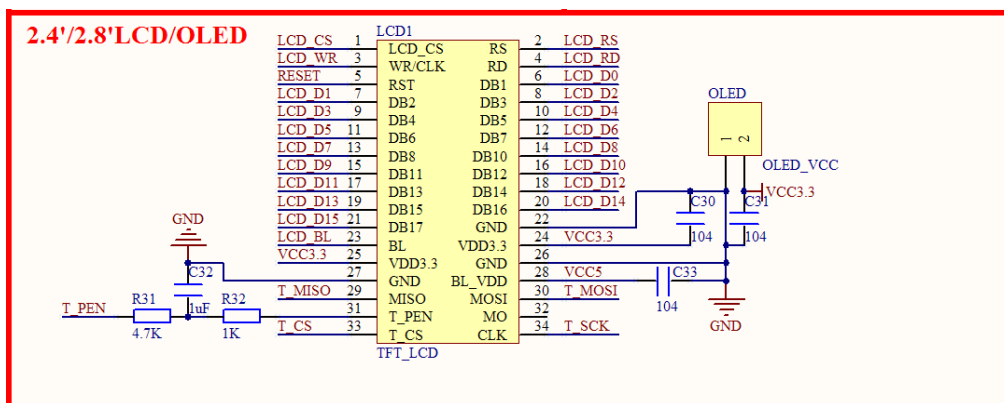 2.4'/2.8'LCD/OLED
LCD1
LCD_CS 1 LCD_CS RS 2 LCD_RS
LCD_WR 3 WR/CLK RD 4 LCD_RD
RESET 5 RST DB1 6 LCD_D0
LCD_D1 7 DB2 DB3 8 LCD_D2
LCD_D3 9 DB4 DB5 10 LCD_D4
LCD_D5 11 DB6 DB7 12 LCD_D6
LCD_D7 13 DB8 DB10 14 LCD_D8
LCD_D9 15 DB11 DB12 16 LCD_D10
LCD_D11 17 DB13 DB14 18 LCD_D12
LCD_D13 19 DB15 DB16 20 LCD_D14
LCD_D15 21 DB17 GND 22
LCD_BL 23 BL VDD3.3 24 VCC3.3
VCC3.3 25 VDD3.3 GND 26
27 GND BL_VDD 28 VCC5
T_MISO 29 MISO MOSI 30 T_MOSI
31 T_PEN MO 32
T_CS 33 T_CS CLK 34 T_SCK
TFT_LCD
GND
C32
1uF
T_PEN
R31
4.7K
R32
1K
OLED
1 2
OLED_VCC
VCC3.3
C30
104
C31
104
C33
104
GND